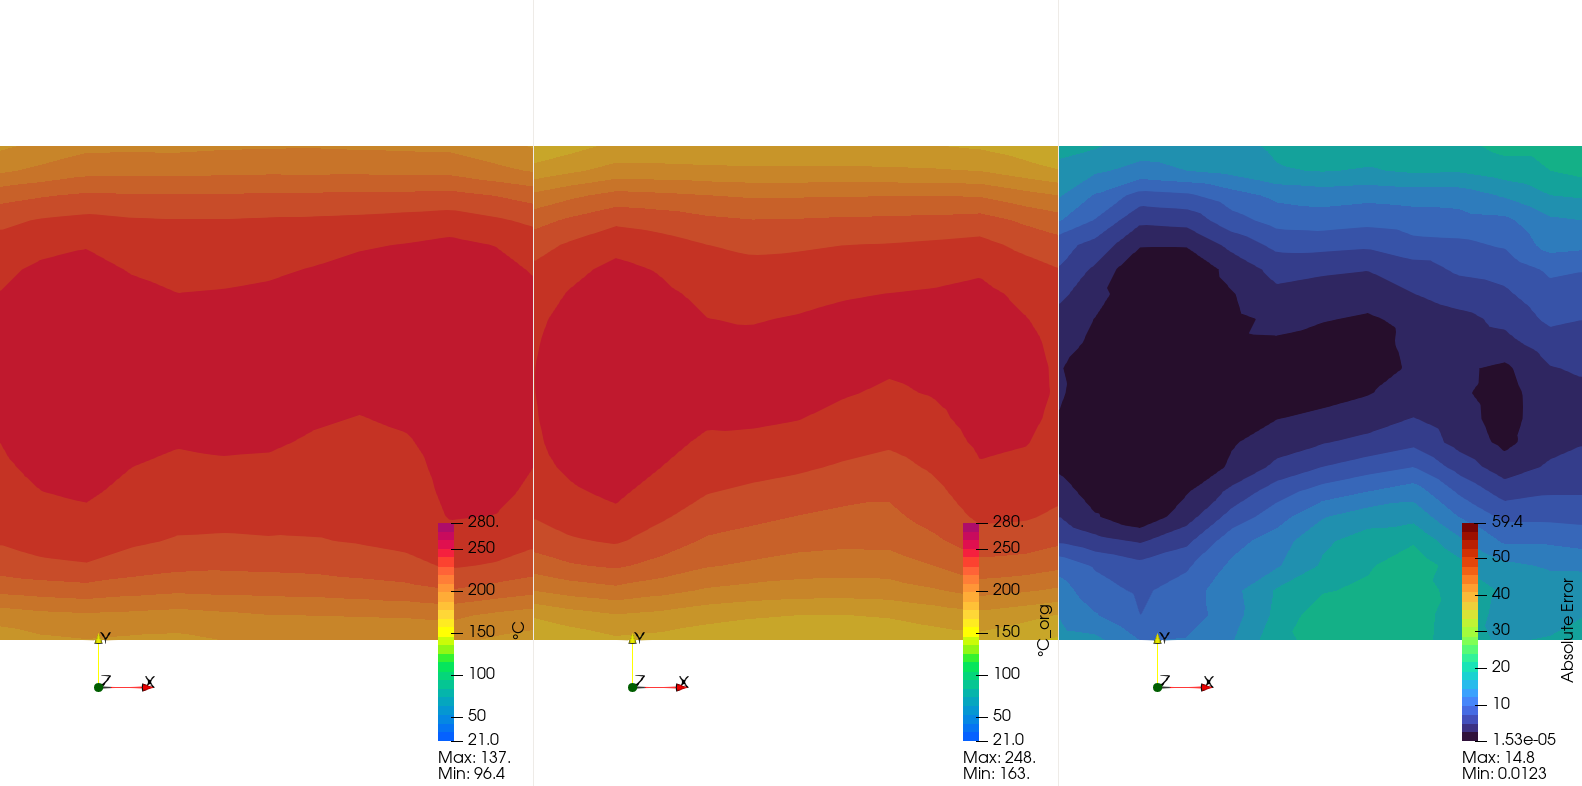 280.
250
200
150
100
50
21.0
°C
Max: 137.
Min: 96.4
Y
Z
X
280.
250
200
150
100
50
21.0
°C_org
Max: 248.
Min: 163.
Y
Z
X
59.4
50
40
30
20
10
1.53e-05
Absolute Error
Max: 14.8
Min: 0.0123
Y
Z
X